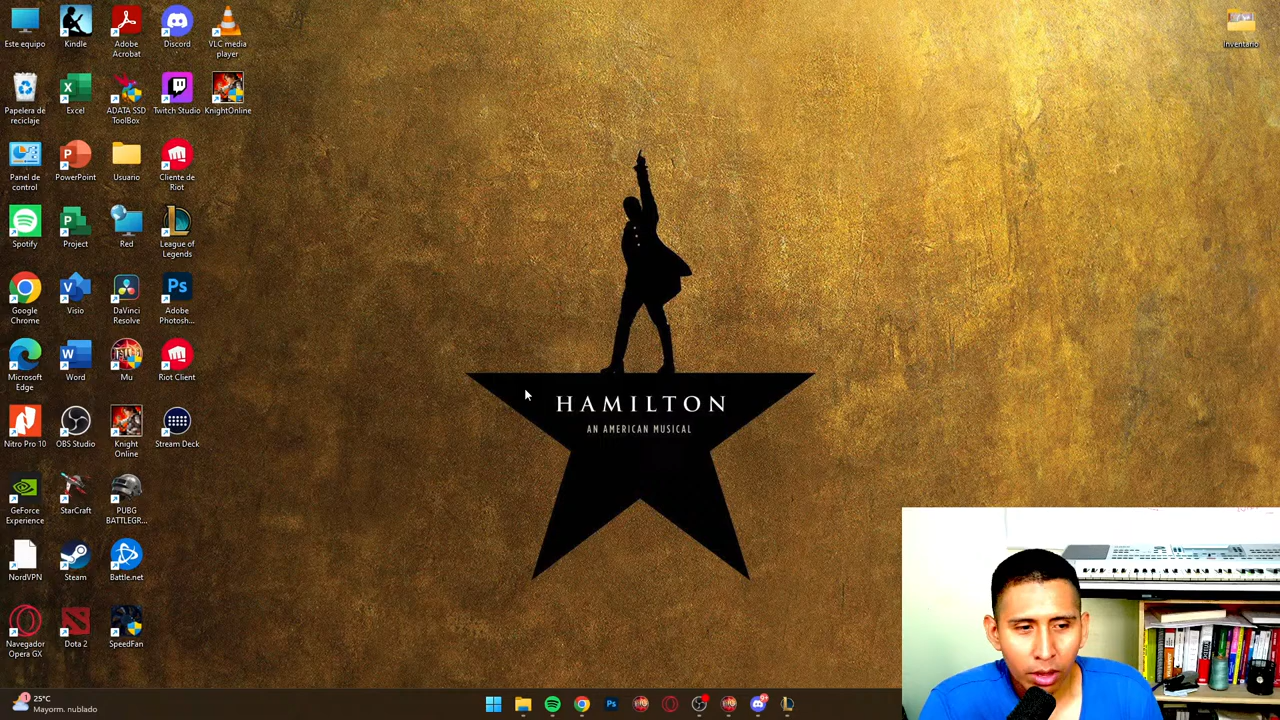 Este equipo
Kindle
Adobe
Acrobat
Discord
VLC media
player
Inventario
Papelera de
reciclaje
Excel
ADATA SSD
ToolBox
Twitch Studio
KnightOnline
Panel de
control
PowerPoint
Usuario
Cliente de
Riot
Spotify
Project
Red
League of
Legends
Google
Chrome
Visio
DaVinci
Resolve
Adobe
Photosh...
Microsoft
Edge
Word
Mu
Riot Client
HAMILTON
AN AMERICAN MUSICAL
Nitro Pro 10
OBS Studio
Knight
Online
Stream Deck
GeForce
Experience
StarCraft
PUBG
BATTLEGR...
NordVPN
Steam
Battle.net
Navegador
Opera GX
Dota 2
SpeedFan
25°C
Mayorm. nublado